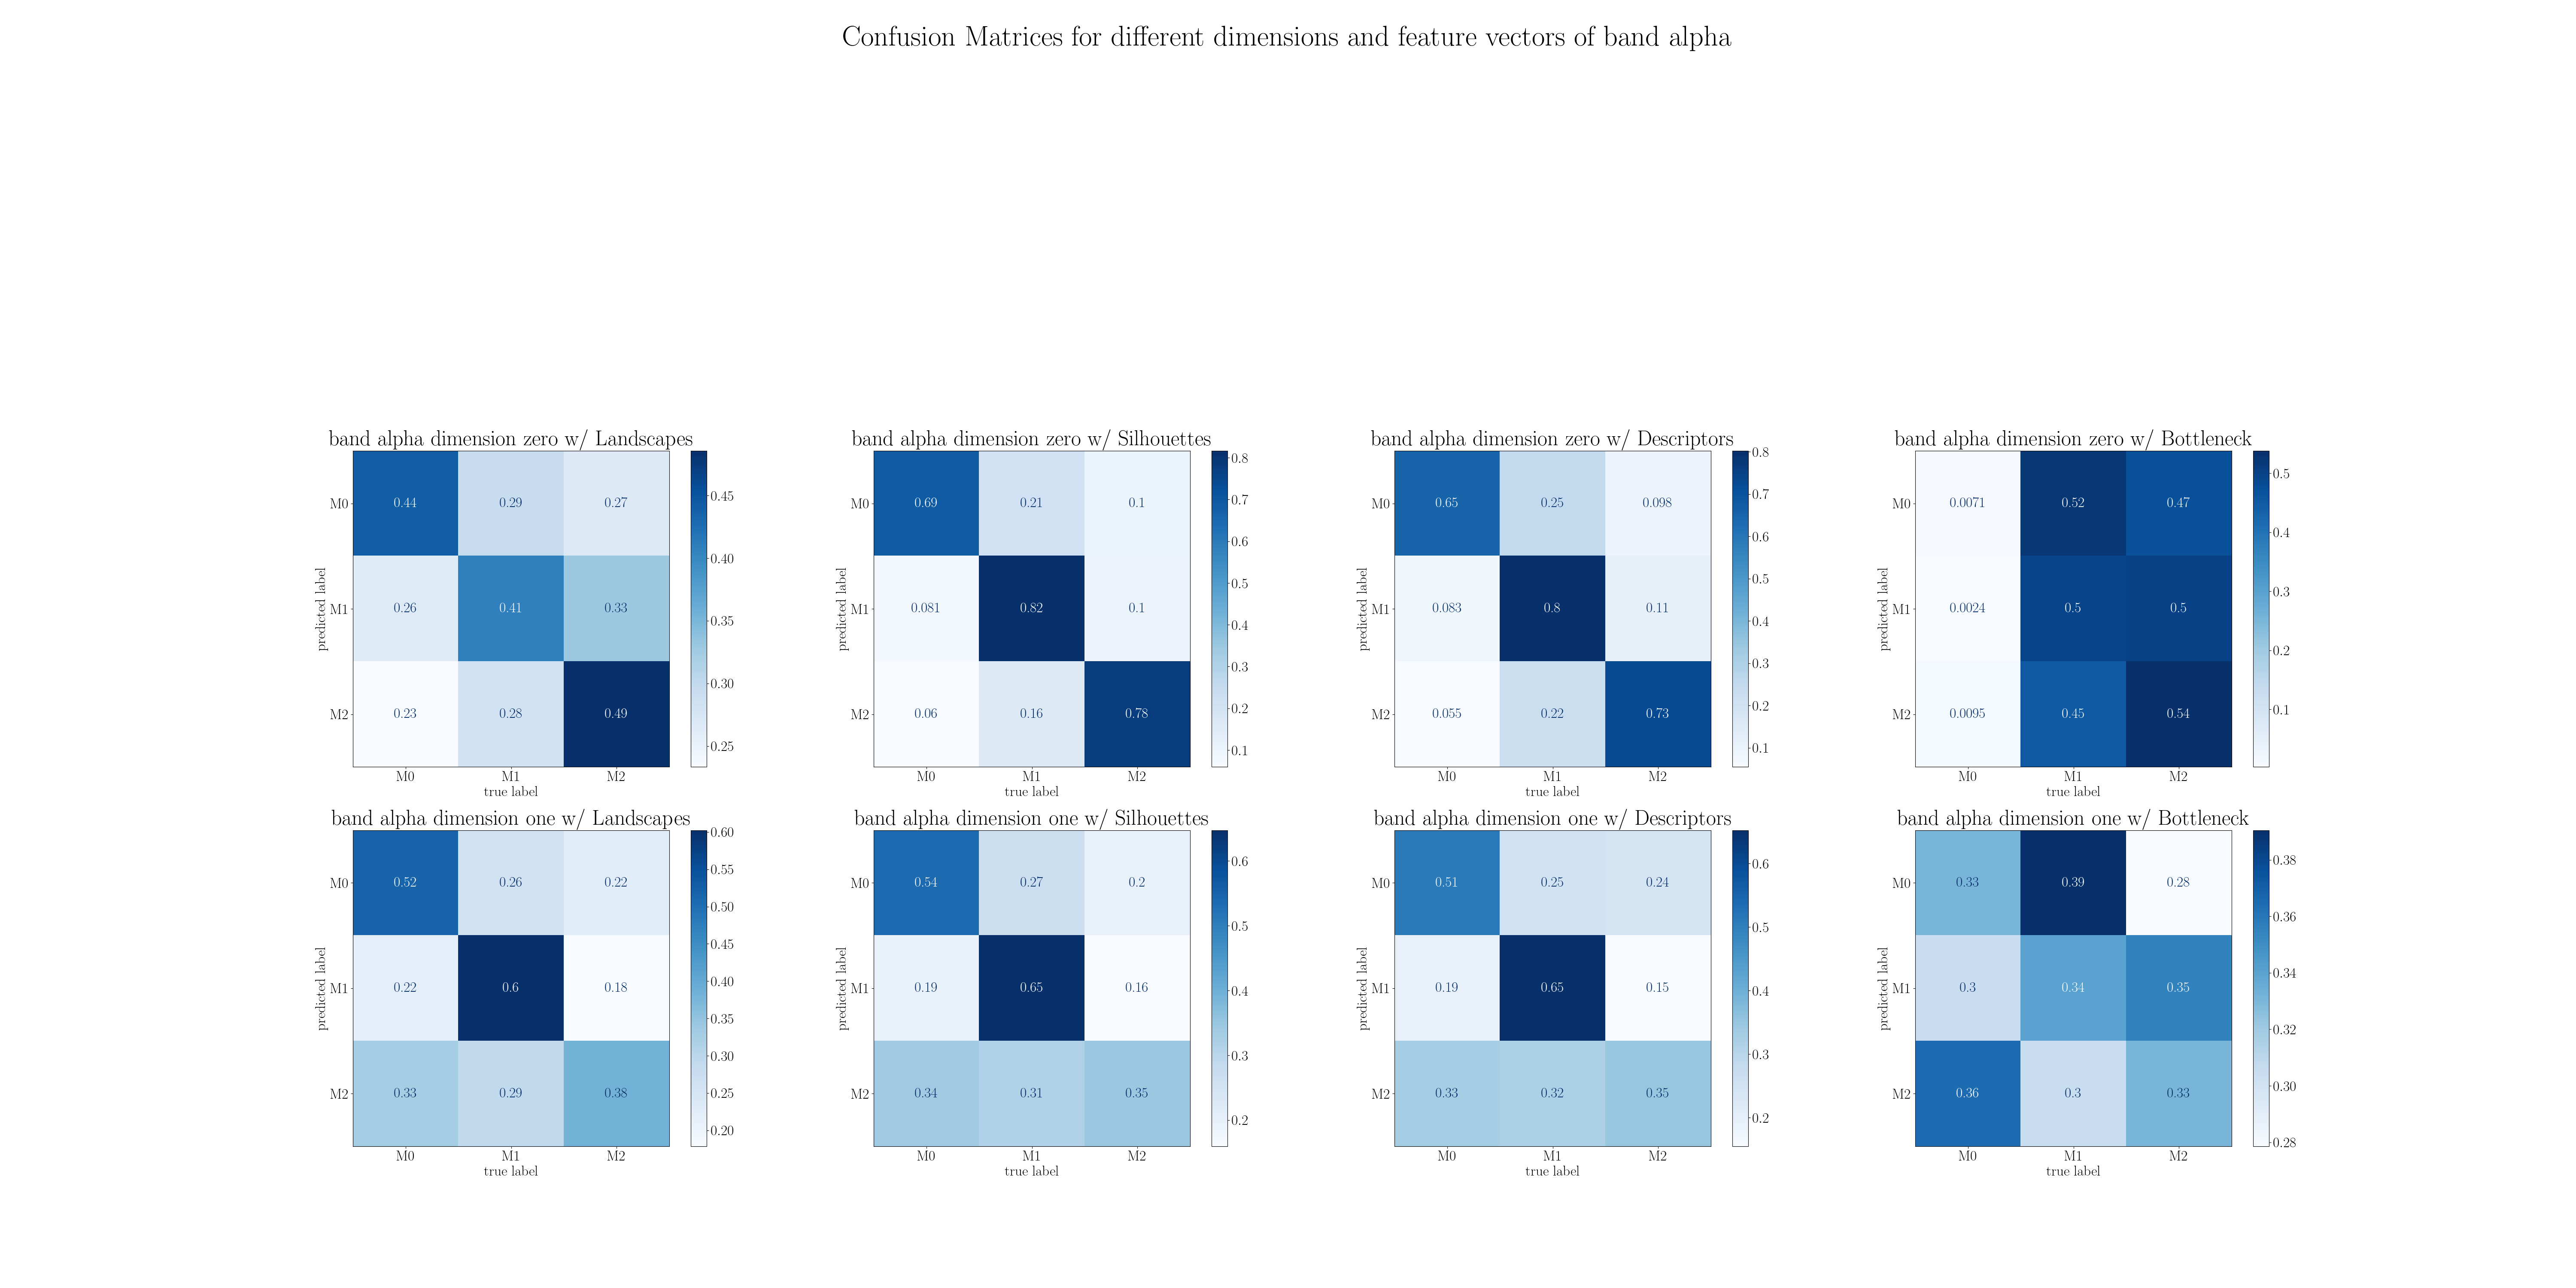 Confusion Matrices for different dimensions and feature vectors of band alpha
band alpha dimension zero w/ Landscapes
predicted label
M0 0.44 0.29 0.27
M1 0.26 0.41 0.33
M2 0.23 0.28 0.49
M0 M1 M2
true label
0.45
0.40
0.35
0.30
0.25
band alpha dimension zero w/ Silhouettes
predicted label
M0 0.69 0.21 0.1
M1 0.081 0.82 0.1
M2 0.06 0.16 0.78
M0 M1 M2
true label
0.8
0.7
0.6
0.5
0.4
0.3
0.2
0.1
band alpha dimension zero w/ Descriptors
predicted label
M0 0.65 0.25 0.098
M1 0.083 0.8 0.11
M2 0.055 0.22 0.73
M0 M1 M2
true label
0.8
0.7
0.6
0.5
0.4
0.3
0.2
0.1
band alpha dimension zero w/ Bottleneck
predicted label
M0 0.0071 0.52 0.47
M1 0.0024 0.5 0.5
M2 0.0095 0.45 0.54
M0 M1 M2
true label
0.5
0.4
0.3
0.2
0.1
band alpha dimension one w/ Landscapes
predicted label
M0 0.52 0.26 0.22
M1 0.22 0.6 0.18
M2 0.33 0.29 0.38
M0 M1 M2
true label
0.60
0.55
0.50
0.45
0.40
0.35
0.30
0.25
0.20
band alpha dimension one w/ Silhouettes
predicted label
M0 0.54 0.27 0.2
M1 0.19 0.65 0.16
M2 0.34 0.31 0.35
M0 M1 M2
true label
0.6
0.5
0.4
0.3
0.2
band alpha dimension one w/ Descriptors
predicted label
M0 0.51 0.25 0.24
M1 0.19 0.65 0.15
M2 0.33 0.32 0.35
M0 M1 M2
true label
0.6
0.5
0.4
0.3
0.2
band alpha dimension one w/ Bottleneck
predicted label
M0 0.33 0.39 0.28
M1 0.3 0.34 0.35
M2 0.36 0.3 0.33
M0 M1 M2
true label
0.38
0.36
0.34
0.32
0.30
0.28